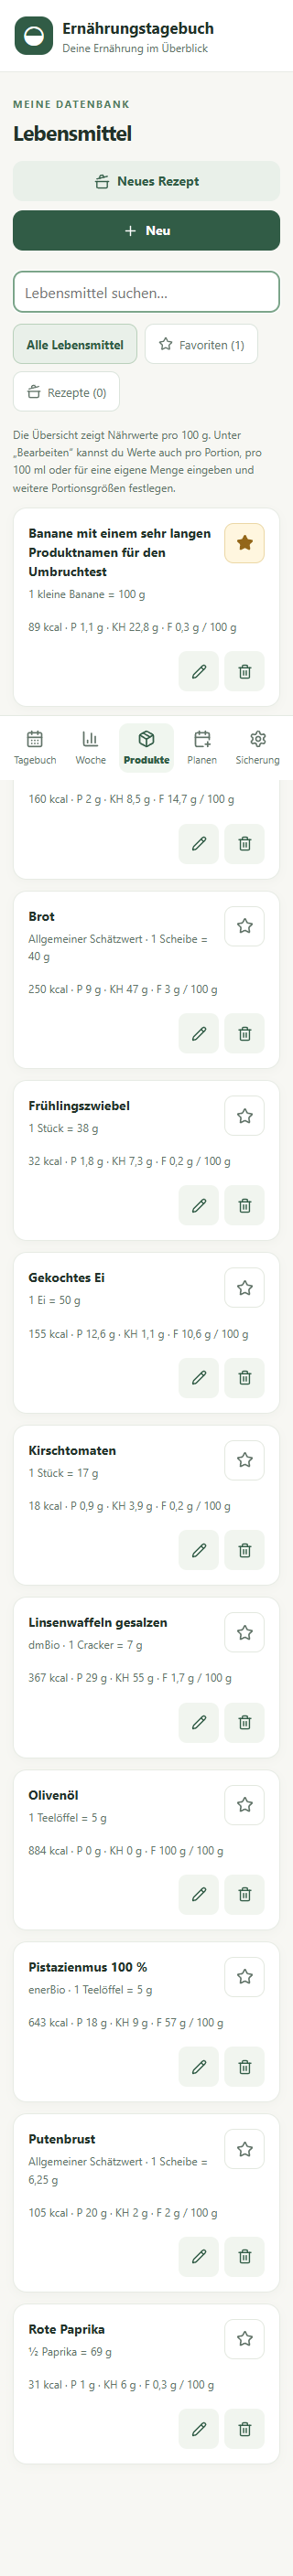 Ernährungstagebuch
Deine Ernährung im Überblick
MEINE DATENBANK
Lebensmittel
Neues Rezept
Neu
Lebensmittel suchen...
Alle Lebensmittel
Favoriten (1)
Rezepte (0)
Die Übersicht zeigt Nährwerte pro 100 g. Unter
„Bearbeiten“ kannst du Werte auch pro Portion, pro
100 ml oder für eine eigene Menge eingeben und
weitere Portionsgrößen festlegen.
Banane mit einem sehr langen
Produktnamen für den
Umbruchtest
1 kleine Banane = 100 g
89 kcal · P 1,1 g · KH 22,8 g · F 0,3 g / 100 g
Tagebuch
Woche
Produkte
Planen
Sicherung
160 kcal · P 2 g · KH 8,5 g · F 14,7 g / 100 g
Brot
Allgemeiner Schätzwert · 1 Scheibe =
40 g
250 kcal · P 9 g · KH 47 g · F 3 g / 100 g
Frühlingszwiebel
1 Stück = 38 g
32 kcal · P 1,8 g · KH 7,3 g · F 0,2 g / 100 g
Gekochtes Ei
1 Ei = 50 g
155 kcal · P 12,6 g · KH 1,1 g · F 10,6 g / 100 g
Kirschtomaten
1 Stück = 17 g
18 kcal · P 0,9 g · KH 3,9 g · F 0,2 g / 100 g
Linsenwaffeln gesalzen
dmBio · 1 Cracker = 7 g
367 kcal · P 29 g · KH 55 g · F 1,7 g / 100 g
Olivenöl
1 Teelöffel = 5 g
884 kcal · P 0 g · KH 0 g · F 100 g / 100 g
Pistazienmus 100 %
enerBio · 1 Teelöffel = 5 g
643 kcal · P 18 g · KH 9 g · F 57 g / 100 g
Putenbrust
Allgemeiner Schätzwert · 1 Scheibe =
6,25 g
105 kcal · P 20 g · KH 2 g · F 2 g / 100 g
Rote Paprika
½ Paprika = 69 g
31 kcal · P 1 g · KH 6 g · F 0,3 g / 100 g